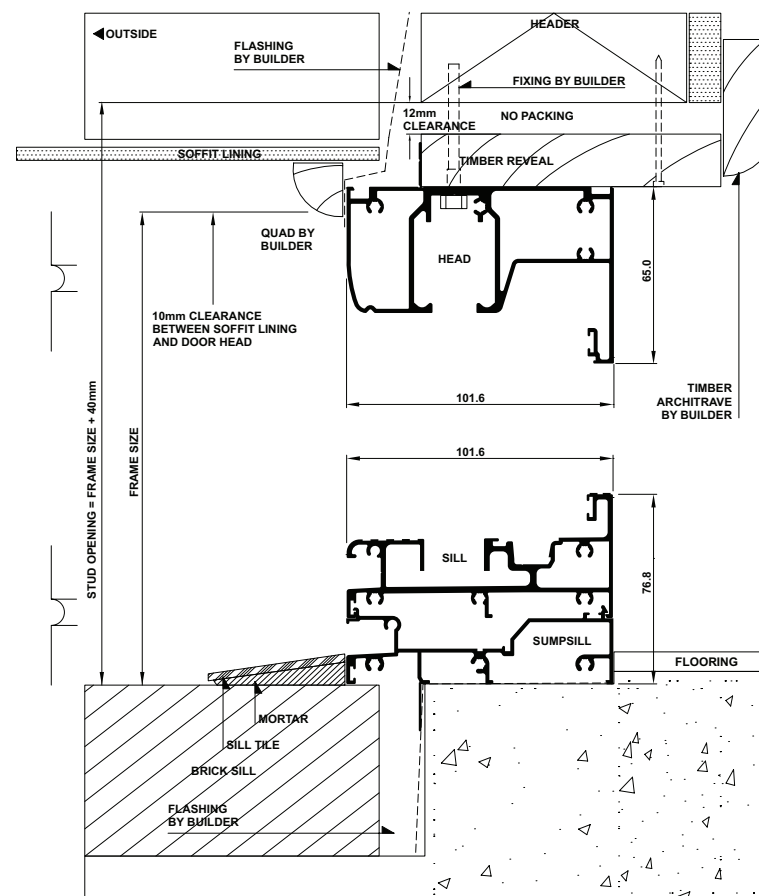 OUTSIDE
HEADER
FLASHING
BY BUILDER
FIXING BY BUILDER
12mm
CLEARANCE
NO PACKING
SOFFIT LINING
TIMBER REVEAL
QUAD BY
BUILDER
HEAD
65.0
10mm CLEARANCE
BETWEEN SOFFIT LINING
AND DOOR HEAD
TIMBER
ARCHITRAVE
BY BUILDER
101.6
STUD OPENING = FRAME SIZE + 40mm
FRAME SIZE
101.6
SILL
76.8
SUMPSILL
FLOORING
MORTAR
SILL TILE
BRICK SILL
FLASHING
BY BUILDER